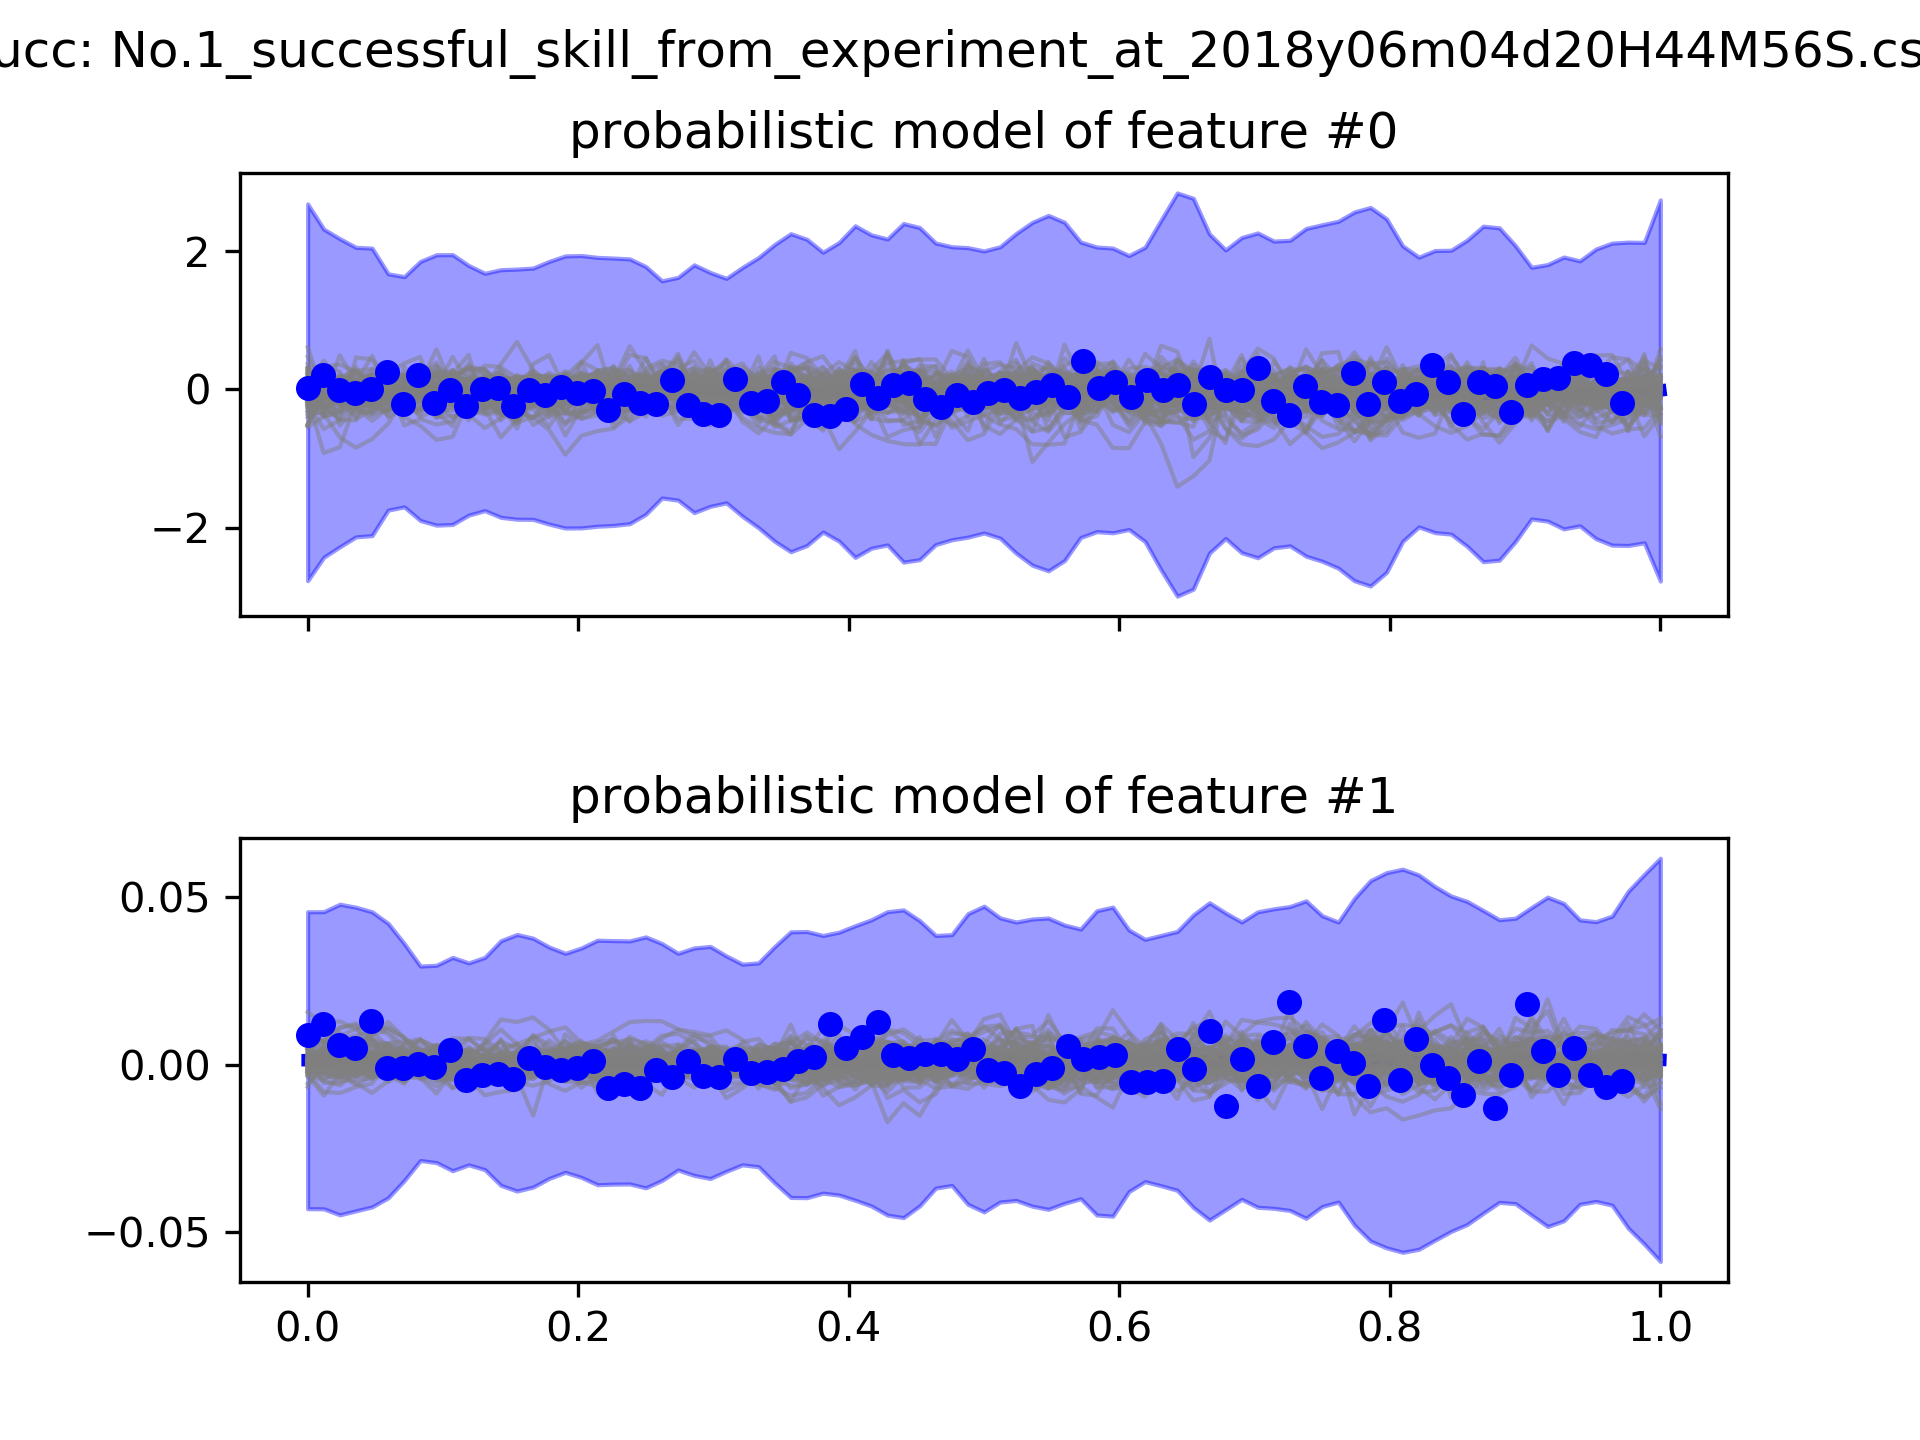 ucc: No.1_successful_skill_from_experiment_at_2018y06m04d20H44M56S.cs
probabilistic model of feature #0
2
0
−2
probabilistic model of feature #1
0.05
0.00
−0.05
0.0 0.2 0.4 0.6 0.8 1.0